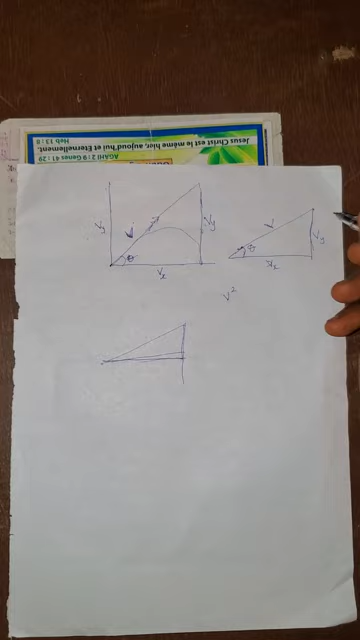 Jesus Christ est le même hier, aujourd'hui et Eternellement.
Heb 13 : 8
AGAHI 2 : 9 Genes 41 : 29
Vy
V
Vy
θ
Vx
V
Vy
θ
Vx
V²